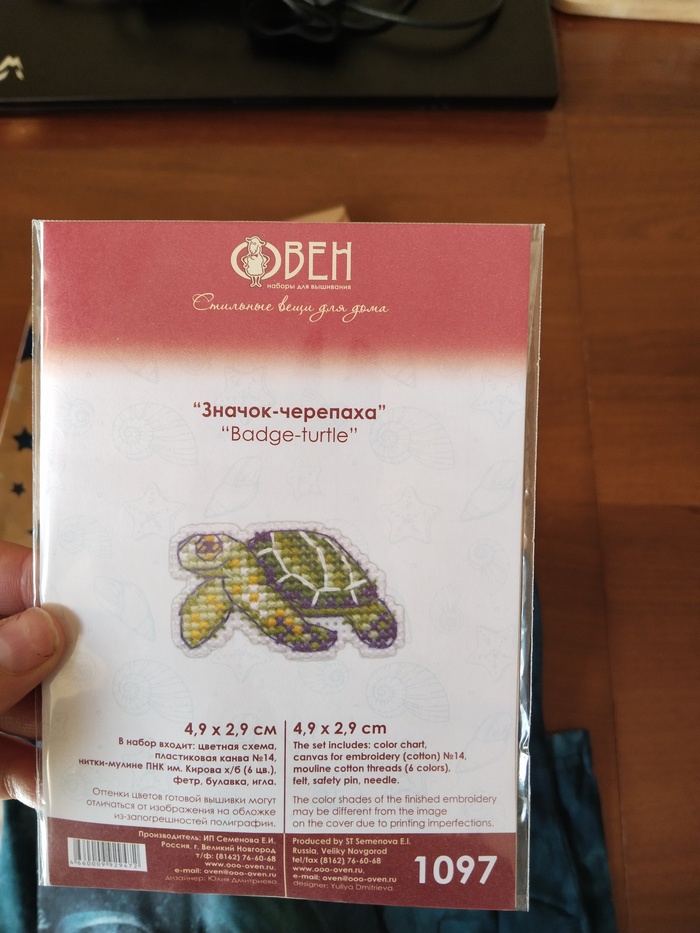 ОВЕН
наборы для вышивания
Стильные вещи для дома
“Значок-черепаха”
“Badge-turtle”
4,9 x 2,9 см
В набор входит: цветная схема,
пластиковая канва №14,
нитки-мулине ПНК им. Кирова х/б (6 цв.),
фетр, булавка, игла.
Оттенки цветов готовой вышивки могут
отличаться от изображения на обложке
из-за погрешностей полиграфии.
4,9 x 2,9 cm
The set includes: color chart,
canvas for embroidery (cotton) №14,
mouline cotton threads (6 colors),
felt, safety pin, needle.
The color shades of the finished embroidery
may be different from the image
on the cover due to printing imperfections.
Производитель: ИП Семенова Е.И.
Россия, г. Великий Новгород
т/ф: (8162) 76-60-68
www.ooo-oven.ru,
e-mail: oven@ooo-oven.ru
дизайнер: Юлия Дмитриева
Produced by ST Semenova E.I.
Russia, Veliky Novgorod
tel/fax (8162) 76-60-68
www.ooo-oven.ru,
e-mail: oven@ooo-oven.ru
designer: Yuliya Dmitrieva
1097